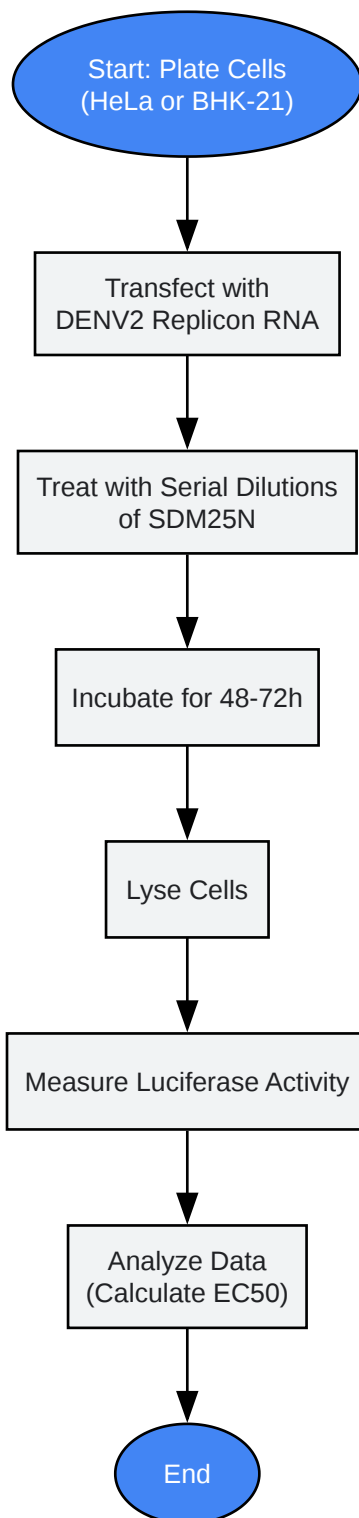 Start: Plate Cells
(HeLa or BHK-21)
Transfect with
DENV2 Replicon RNA
Treat with Serial Dilutions
of SDM25N
Incubate for 48-72h
Lyse Cells
Measure Luciferase Activity
Analyze Data
(Calculate EC50)
End